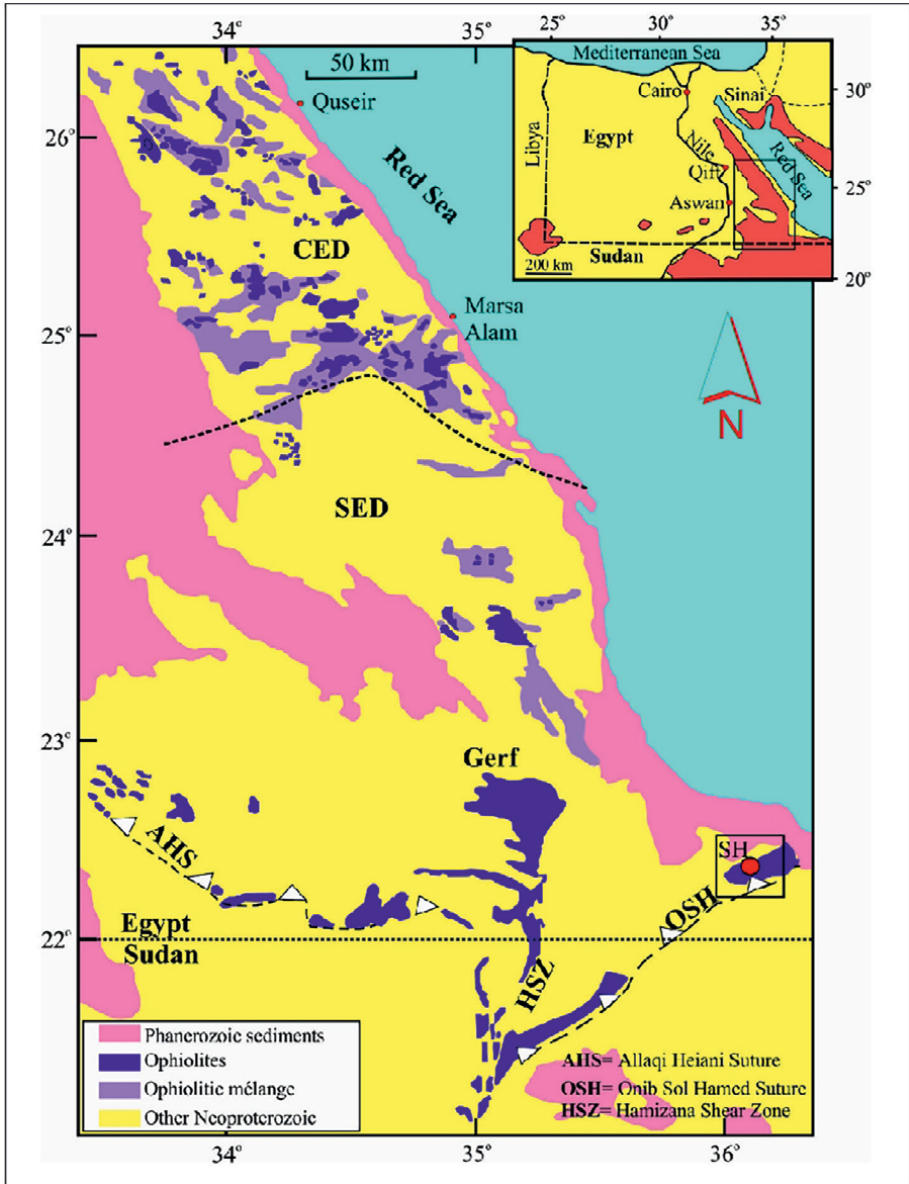 34°
35°
50 km
Quseir
26°
Red Sea
CED
25°
Marsa
Alam
N
SED
24°
23°
Gerf
AHS
SH
OSH
Egypt
22°
Sudan
HSZ
Phanerozoic sediments
Ophiolites
Ophiolitic mélange
Other Neoproterozoic
AHS= Allaqi Heiani Suture
OSH= Onib Sol Hamed Suture
HSZ= Hamizana Shear Zone
34°
35°
36°
25°
30°
35°
Mediterranean Sea
Cairo
Sinai
30°
Libya
Egypt
Nile
Qift
Red Sea
25°
Aswan
Sudan
200 km
20°